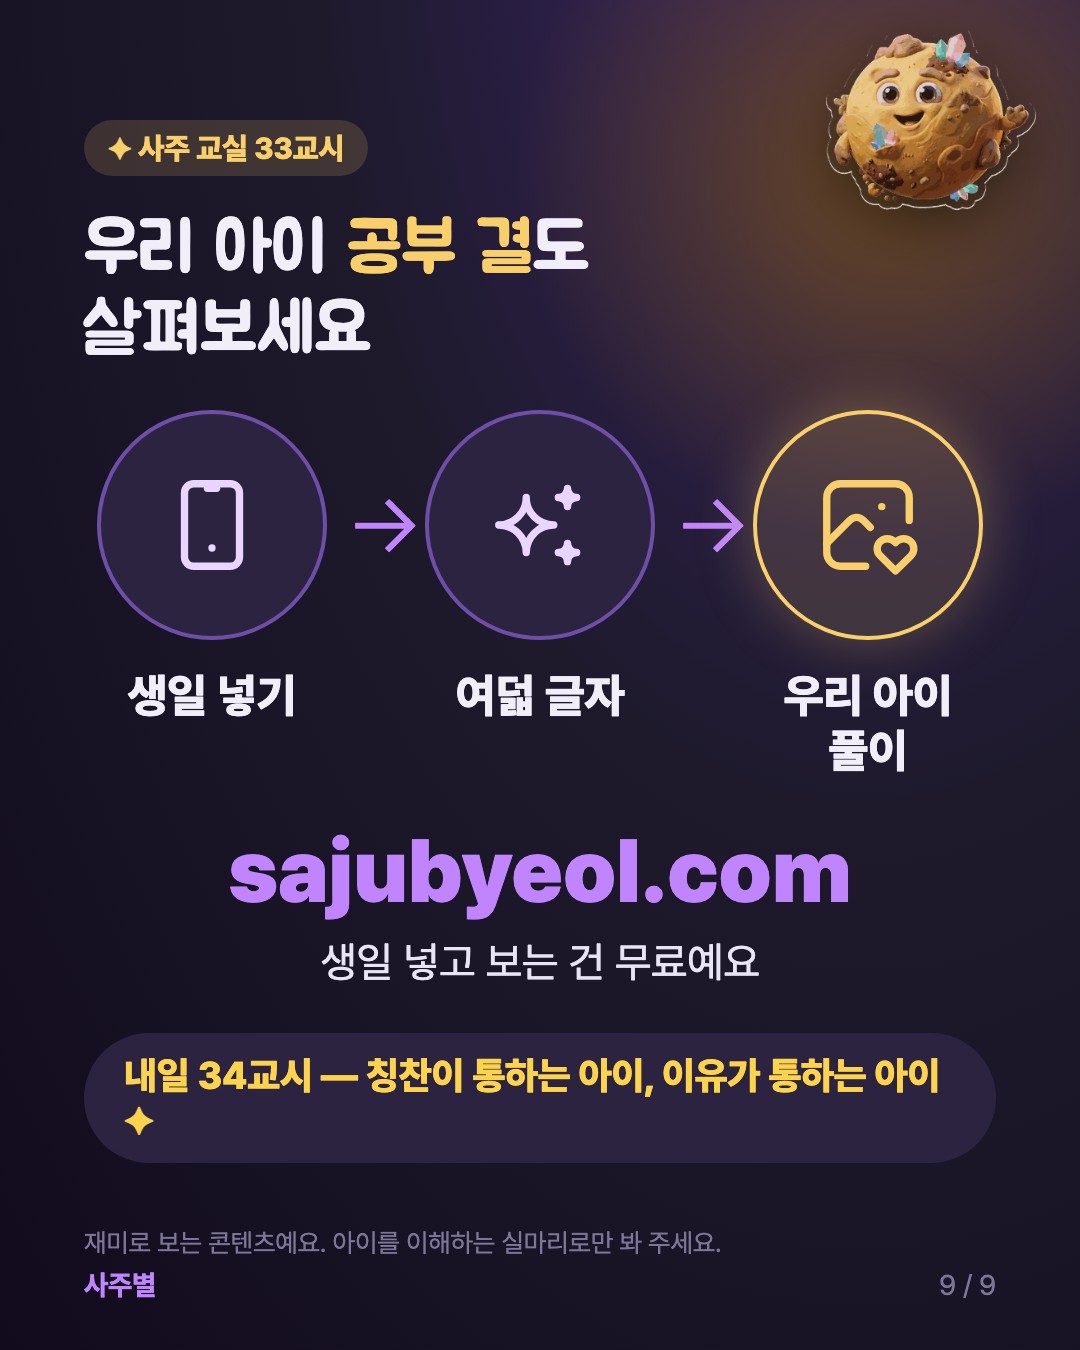 ✦ 사주 교실 33교시
우리 아이 공부 결도
살펴보세요
생일 넣기
여덟 글자
우리 아이
풀이
sajubyeol.com
생일 넣고 보는 건 무료예요
내일 34교시 — 칭찬이 통하는 아이, 이유가 통하는 아이
✦
재미로 보는 콘텐츠예요. 아이를 이해하는 실마리로만 봐 주세요.
사주별
9 / 9